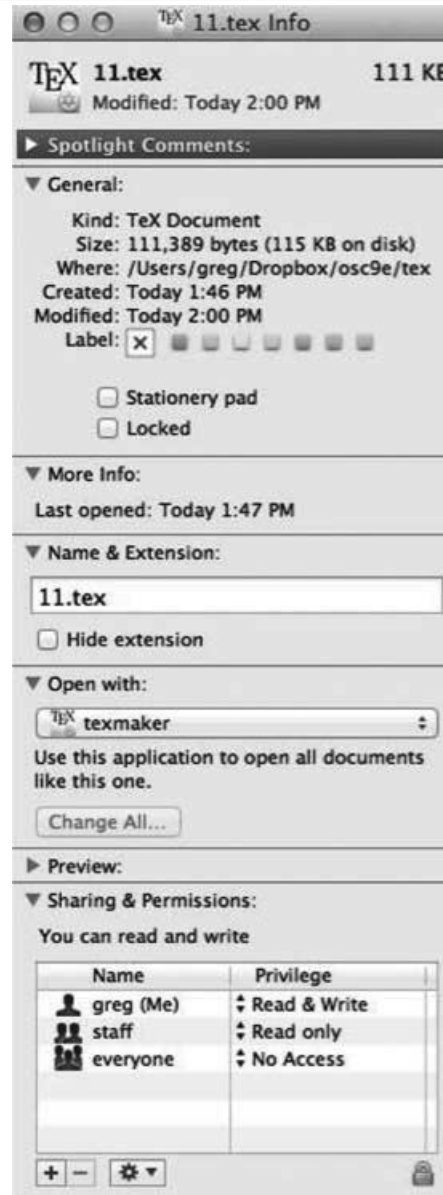 TEX 11.tex Info
TEX 11.tex 111 KB
Modified: Today 2:00 PM
Spotlight Comments:
General:
Kind: TeX Document
Size: 111,389 bytes (115 KB on disk)
Where: /Users/greg/Dropbox/osc9e/tex
Created: Today 1:46 PM
Modified: Today 2:00 PM
Label:
Stationery pad
Locked
More Info:
Last opened: Today 1:47 PM
Name & Extension:
11.tex
Hide extension
Open with:
TEX texmaker
Use this application to open all documents
like this one.
Change All...
Preview:
Sharing & Permissions:
You can read and write
Name Privilege
greg (Me) Read & Write
staff Read only
everyone No Access